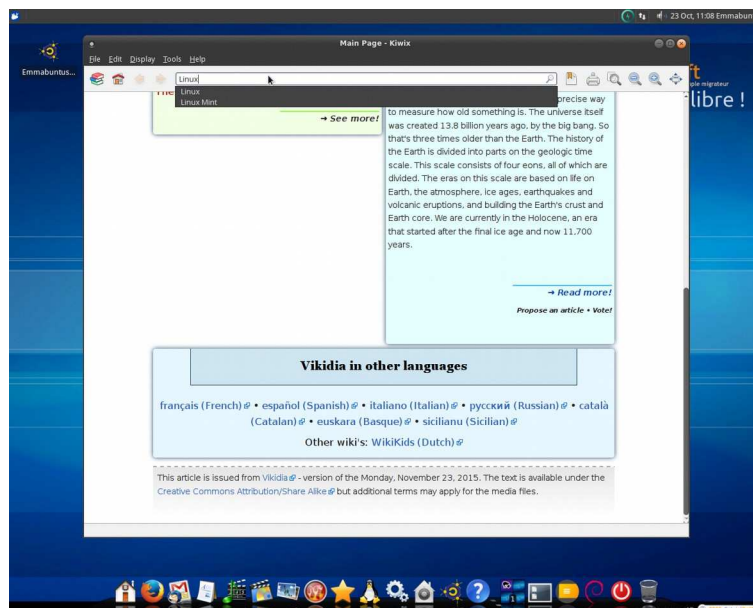 23 Oct, 11:08 Emmabun
Emmabuntus...
Main Page - Kiwix
File Edit Display Tools Help
Linux
Linux
Linux Mint
→ See more!
precise way
to measure how old something is. The universe itself
was created 13.8 billion years ago, by the big bang. So
that's three times older than the Earth. The history of
the Earth is divided into parts on the geologic time
scale. This scale consists of four eons, all of which are
divided. The eras on this scale are based on life on
Earth, the atmosphere, ice ages, earthquakes and
volcanic eruptions, and building the Earth's crust and
Earth core. We are currently in the Holocene, an era
that started after the final ice age and now 11,700
years.
→ Read more!
Propose an article • Vote!
Vikidia in other languages
français (French) • español (Spanish) • italiano (Italian) • русский (Russian) • català
(Catalan) • euskara (Basque) • sicilianu (Sicilian)
Other wiki's: WikiKids (Dutch)
This article is issued from Vikidia - version of the Monday, November 23, 2015. The text is available under the
Creative Commons Attribution/Share Alike but additional terms may apply for the media files.
ft
ple migrateur
libre !